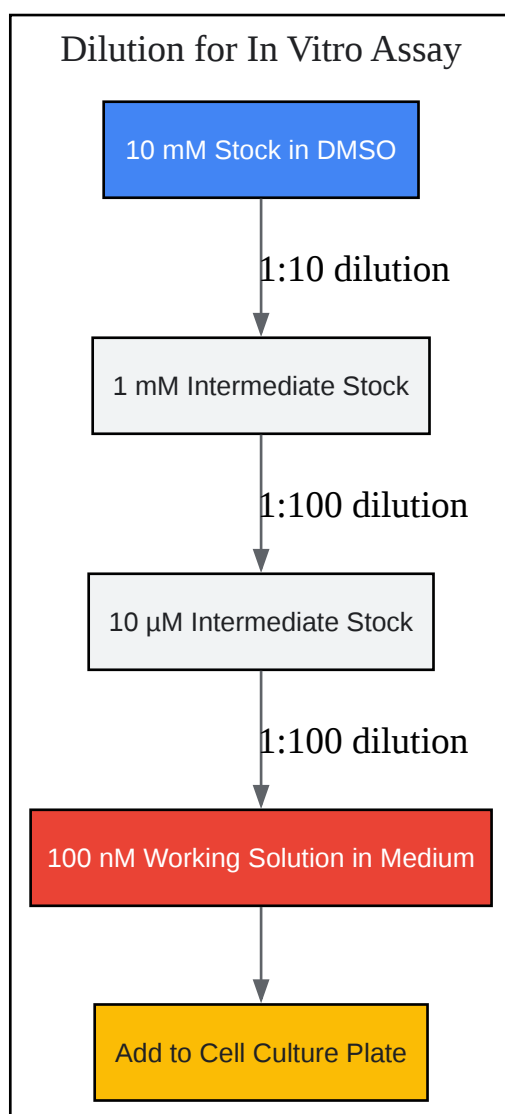 Dilution for In Vitro Assay
10 mM Stock in DMSO
1:10 dilution
1 mM Intermediate Stock
1:100 dilution
10 µM Intermediate Stock
1:100 dilution
100 nM Working Solution in Medium
Add to Cell Culture Plate